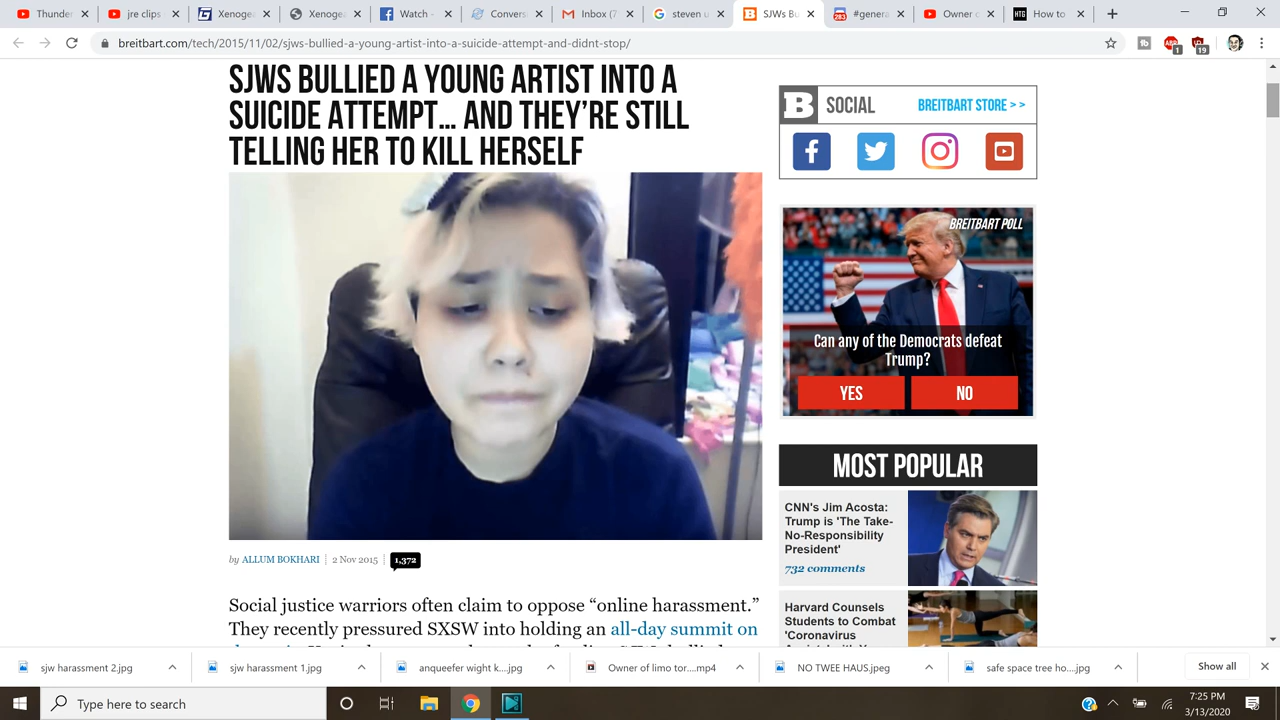 Thunder
jre clips
Xenogea
Xenogea
Watch -
Convers
Inbox (7
steven u
SJWs Bu
#genera
Owner o
How to
breitbart.com/tech/2015/11/02/sjws-bullied-a-young-artist-into-a-suicide-attempt-and-didnt-stop/
SJWS BULLIED A YOUNG ARTIST INTO A
SUICIDE ATTEMPT… AND THEY'RE STILL
TELLING HER TO KILL HERSELF
by ALLUM BOKHARI 2 Nov 2015 1,372
Social justice warriors often claim to oppose “online harassment.”
They recently pressured SXSW into holding an all-day summit on
B SOCIAL BREITBART STORE > >
BREITBART POLL
Can any of the Democrats defeat
Trump?
YES NO
MOST POPULAR
CNN's Jim Acosta:
Trump is 'The Take-
No-Responsibility
President'
732 comments
Harvard Counsels
Students to Combat
'Coronavirus
sjw harassment 2.jpg
sjw harassment 1.jpg
anqueefer wight k....jpg
Owner of limo tor....mp4
NO TWEE HAUS.jpeg
safe space tree ho....jpg
Show all
Type here to search
7:25 PM
3/13/2020